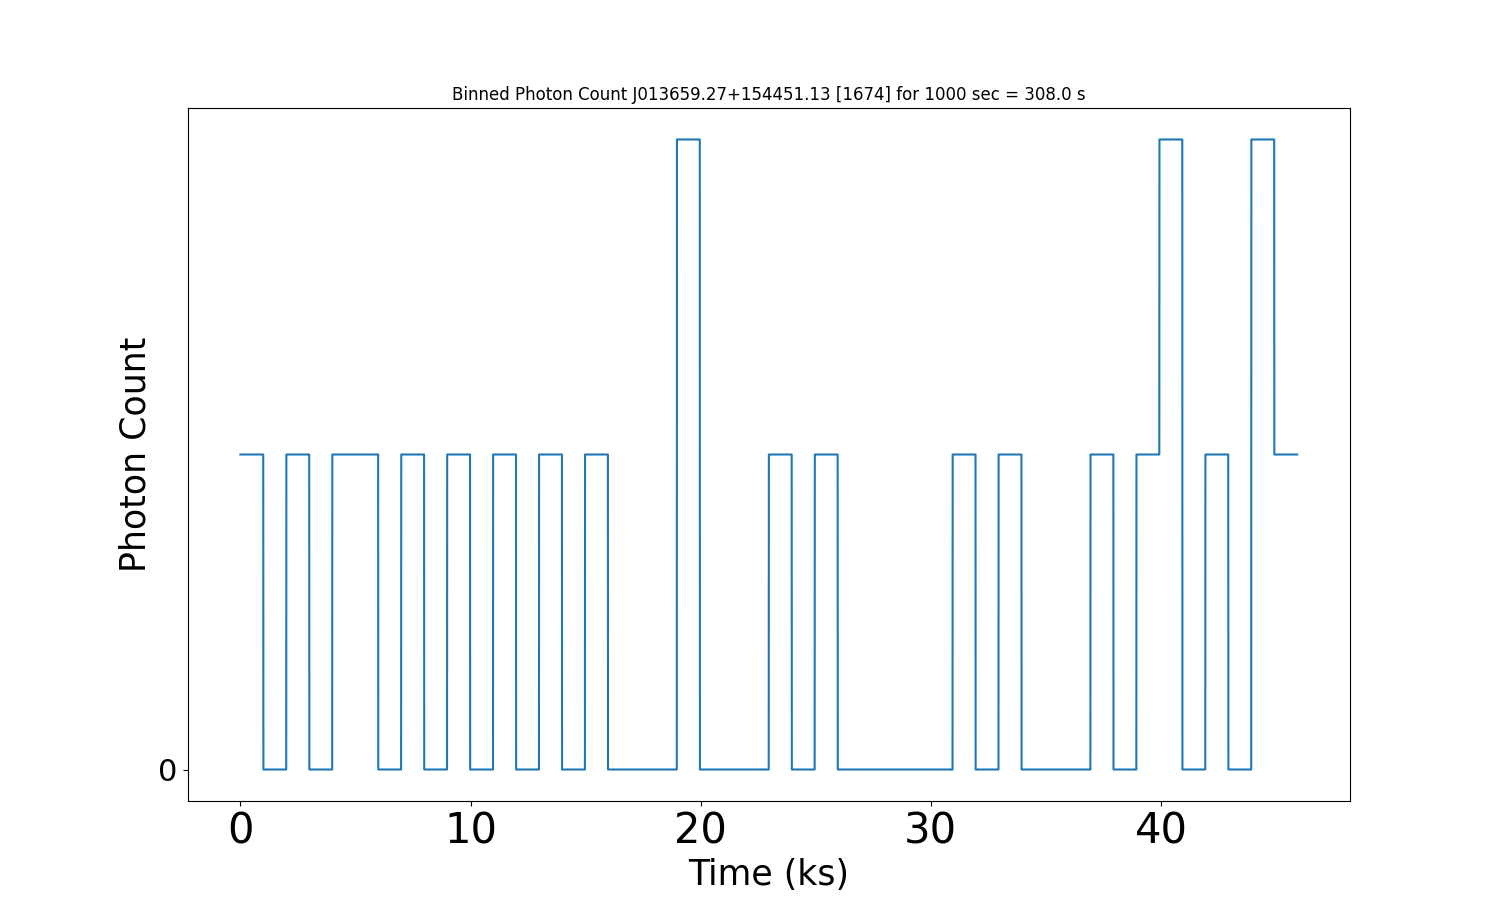 Binned Photon Count J013659.27+154451.13 [1674] for 1000 sec = 308.0 s
Photon Count
0
0 10 20 30 40
Time (ks)